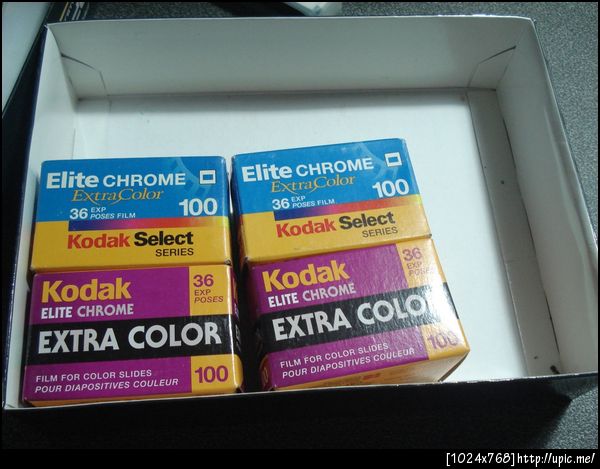 Elite CHROME
ExtraColor
36 EXP
POSES FILM
100
Kodak Select
SERIES
Kodak
36
EXP
POSES
ELITE CHROME
EXTRA COLOR
FILM FOR COLOR SLIDES
POUR DIAPOSITIVES COULEUR
100
Elite CHROME
ExtraColor
36 EXP
POSES FILM
100
Kodak Select
SERIES
Kodak
36
EXP
POSES
ELITE CHROME
EXTRA COLOR
FILM FOR COLOR SLIDES
POUR DIAPOSITIVES COULEUR
100
[1024x768]http://upic.me/